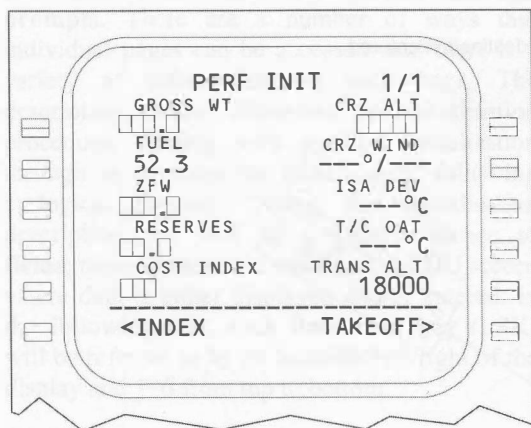 PERF INIT 1/1
GROSS WT CRZ ALT
□□□.□ □□□□□
FUEL CRZ WIND
52.3 ---°/---
ZFW ISA DEV
□□□.□ ---°C
RESERVES T/C OAT
□□.□ ---°C
COST INDEX TRANS ALT
□□□ 18000
--------------------------------
<INDEX TAKEOFF>